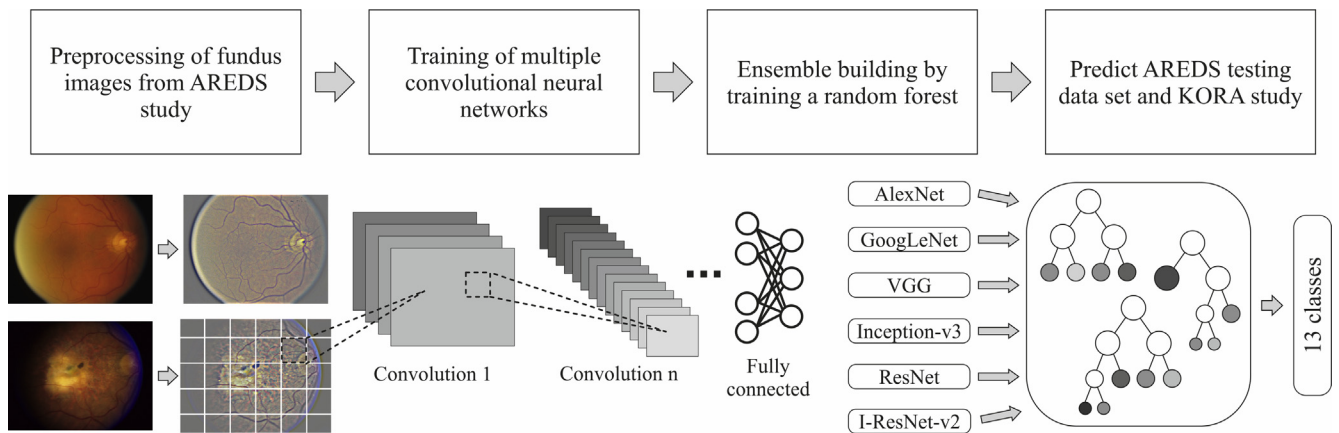 Preprocessing of fundus
images from AREDS
study
Training of multiple
convolutional neural
networks
Ensemble building by
training a random forest
Predict AREDS testing
data set and KORA study
Convolution 1
Convolution n
Fully
connected
AlexNet
GoogLeNet
VGG
Inception-v3
ResNet
I-ResNet-v2
13 classes